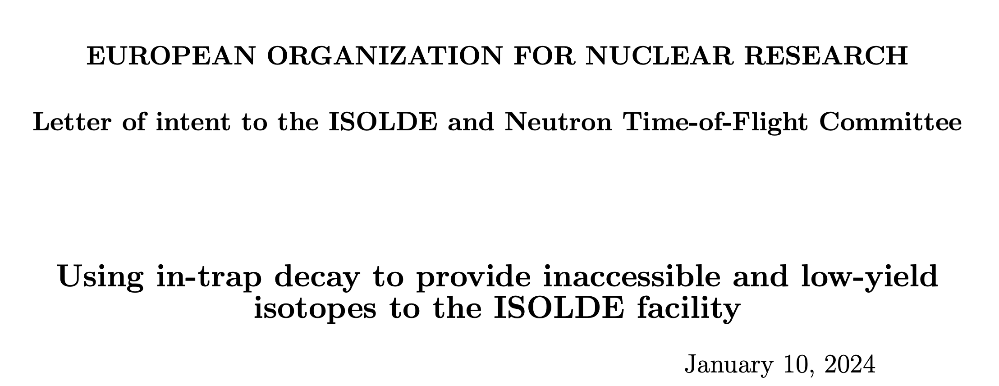 EUROPEAN ORGANIZATION FOR NUCLEAR RESEARCH
Letter of intent to the ISOLDE and Neutron Time-of-Flight Committee
Using in-trap decay to provide inaccessible and low-yield
isotopes to the ISOLDE facility
January 10, 2024